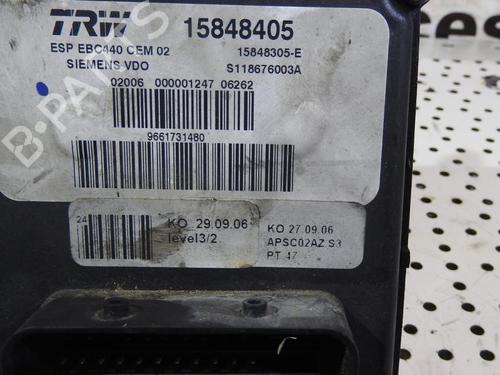 TRW 15848405
ESP EBC440 CEM 02 15848305-E
SIEMENS VDO S118676003A
02006 000001247 06262
9661731480
24
KO 29.09.06
level3/2
KO 27.09.06
APSC02AZ S3
PT 47
B-PARTS